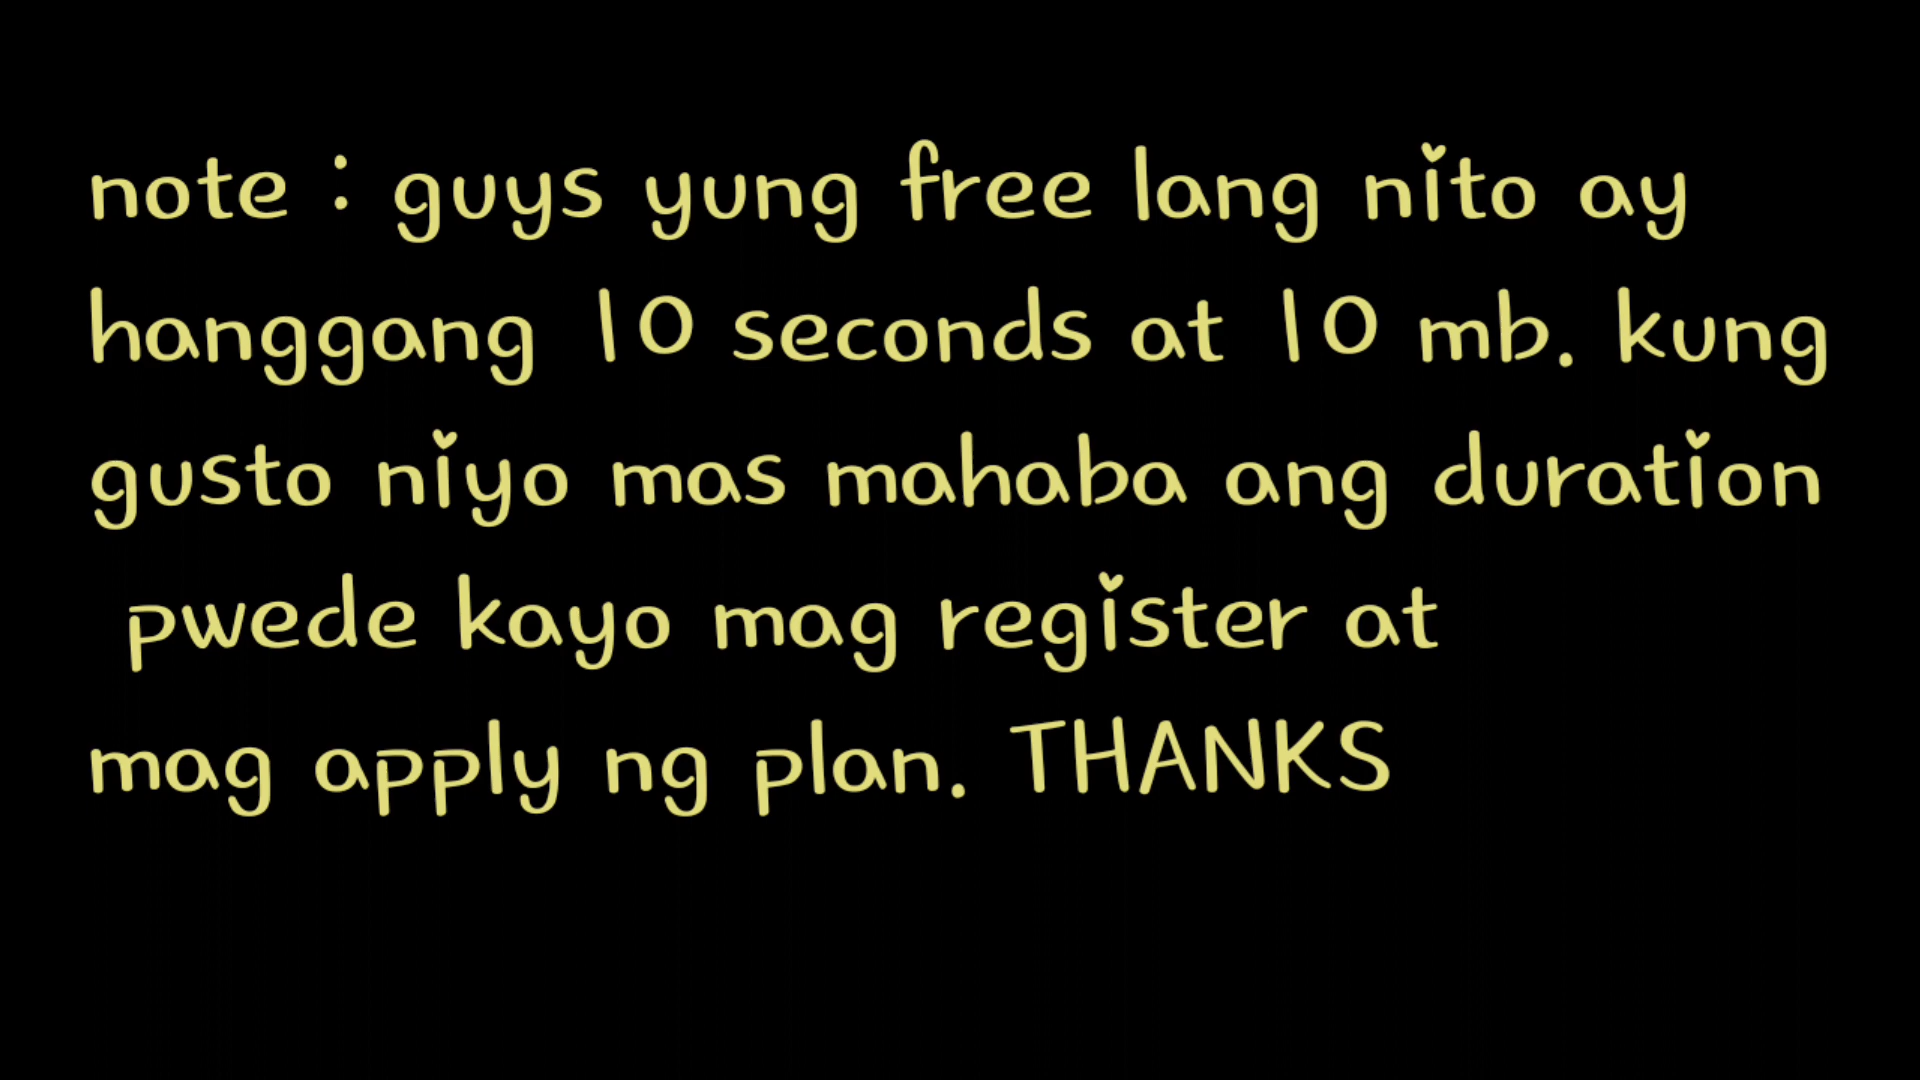 note : guys yung free lang nito ay
hanggang 10 seconds at 10 mb. kung
gusto niyo mas mahaba ang duration
pwede kayo mag register at
mag apply ng plan. THANKS